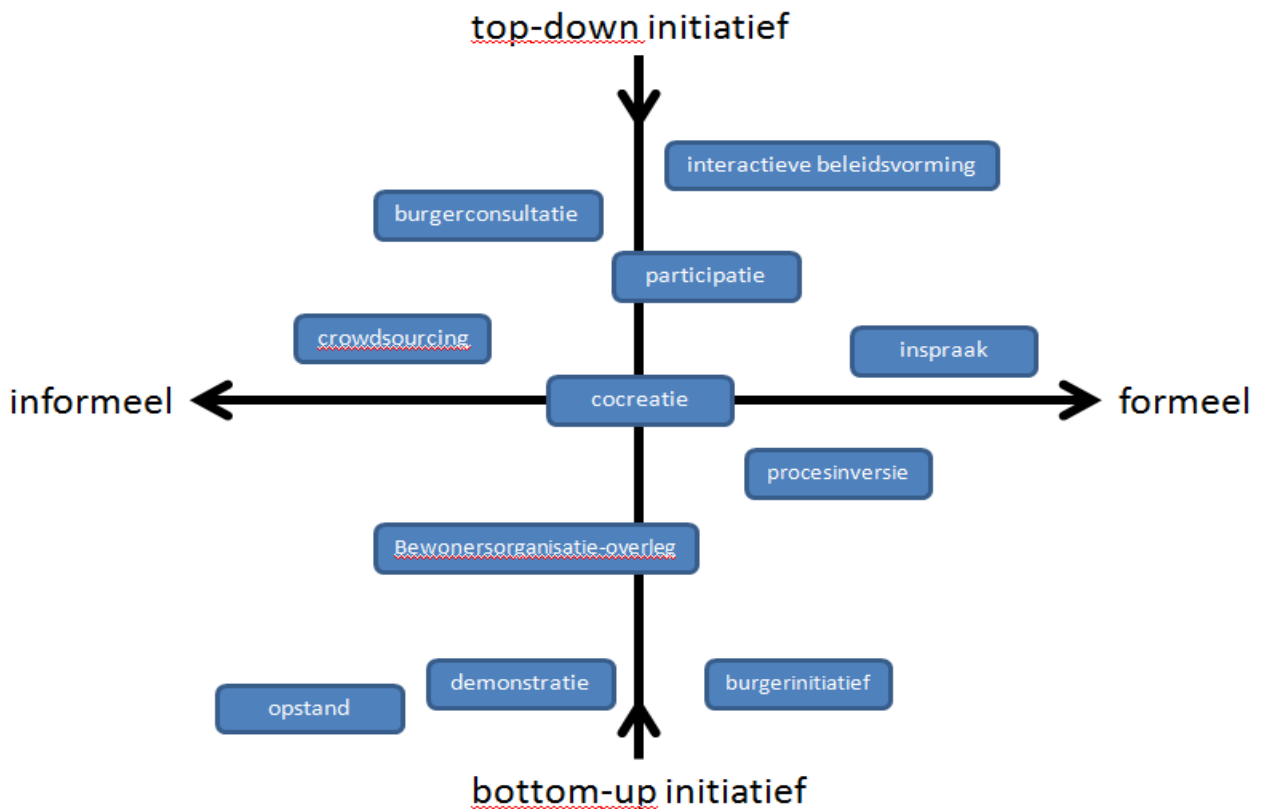 top-down initiatief
interactieve beleidsvorming
burgerconsultatie
participatie
crowdsourcing
inspraak
informeel
cocreatie
formeel
procesinversie
Bewonersorganisatie-overleg
demonstratie
burgerinitiatief
opstand
bottom-up initiatief